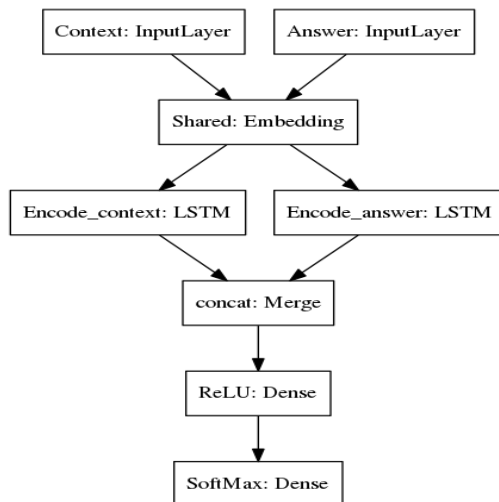 Context: InputLayer
Answer: InputLayer
Shared: Embedding
Encode_context: LSTM
Encode_answer: LSTM
concat: Merge
ReLU: Dense
SoftMax: Dense